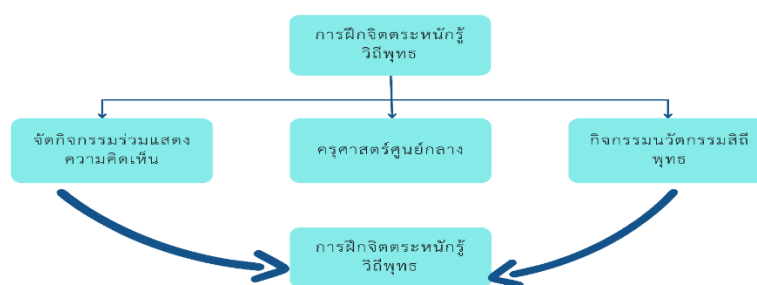 การฝึกจิตตระหนักรู้
วิถีพุทธ
จัดกิจกรรมร่วมแสดง
ความคิดเห็น
ครุศาสตร์ศูนย์กลาง
กิจกรรมนวัตกรรมสิถี
พุทธ
การฝึกจิตตระหนักรู้
วิถีพุทธ